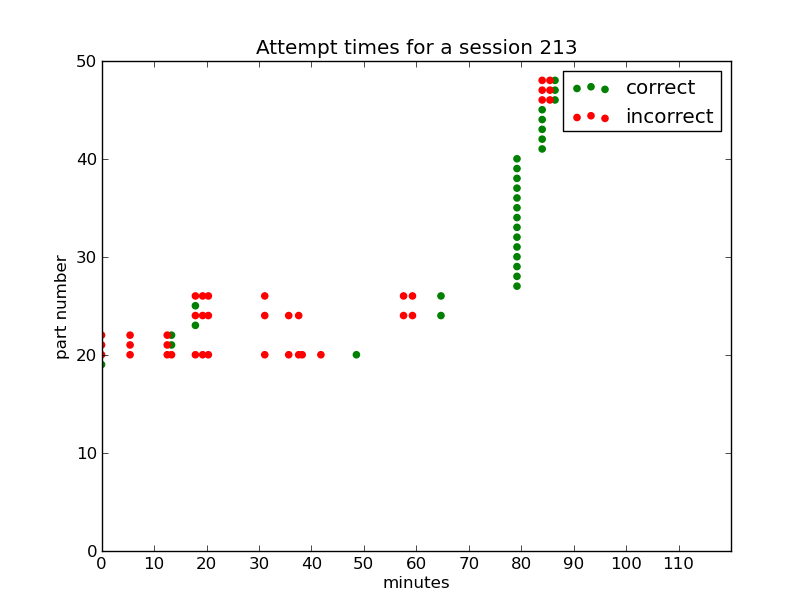 Attempt times for a session 213
correct
incorrect
part number
50
40
30
20
10
0
0 10 20 30 40 50 60 70 80 90 100 110
minutes